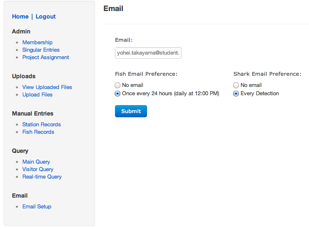 Home | Logout
Admin
Membership
Singular Entries
Project Assignment
Uploads
View Uploaded Files
Upload Files
Manual Entries
Station Records
Fish Records
Query
Main Query
Visitor Query
Real-time Query
Email
Email Setup
Email
Email:
yohei.takayama@student.
Fish Email Preference:
No email
Once every 24 hours (daily at 12:00 PM)
Submit
Shark Email Preference:
No email
Every Detection